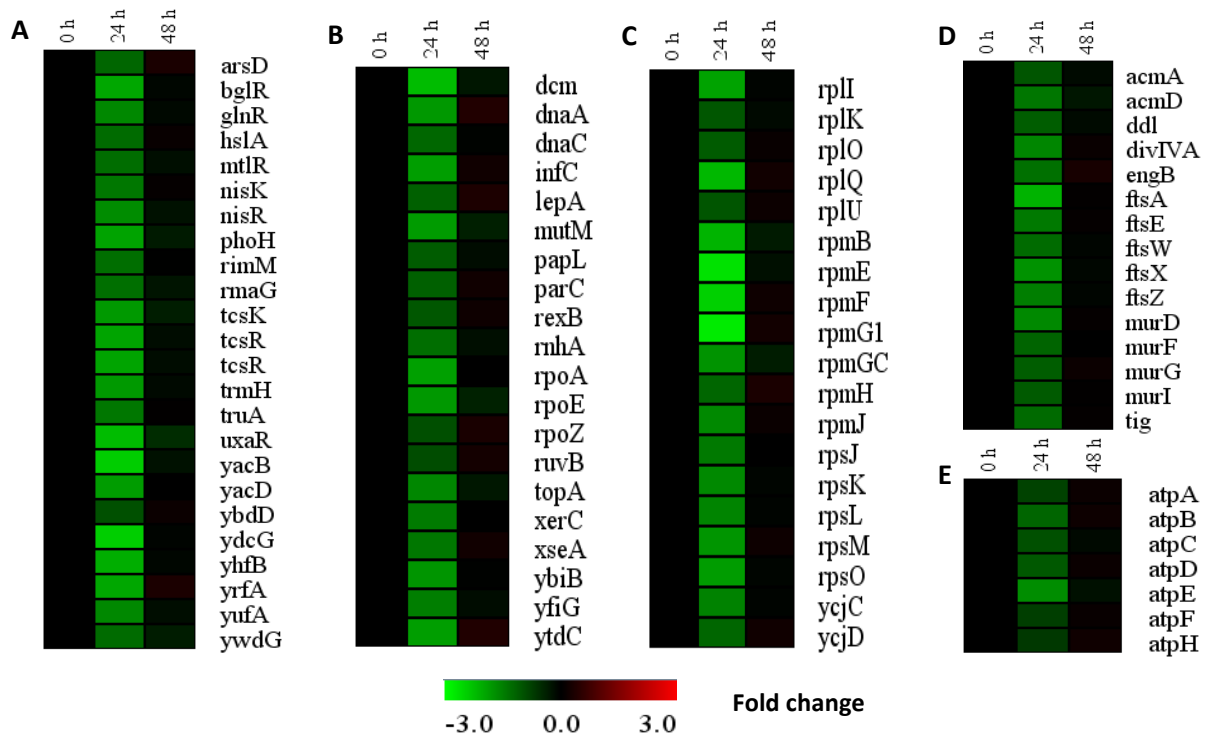 A
0 h
24 h
48 h
arsD
bglR
glnR
hslA
mtlR
nisK
nisR
phoH
rimM
rmaG
tcsK
tcsR
tcsR
trmH
truA
uxaR
yacB
yacD
ybdD
ydcG
yhfB
yrfA
yufA
ywdG
B
0 h
24 h
48 h
dcm
dnaA
dnaC
infC
lepA
mutM
papL
parC
rexB
rnhA
rpoA
rpoE
rpoZ
ruvB
topA
xerC
xseA
ybiB
yfiG
ytdC
C
0 h
24 h
48 h
rplI
rplK
rplO
rplQ
rplU
rpmB
rpmE
rpmF
rpmG1
rpmGC
rpmH
rpmJ
rpsJ
rpsK
rpsL
rpsM
rpsO
ycjC
ycjD
D
0 h
24 h
48 h
acmA
acmD
ddl
divIVA
engB
ftsA
ftsE
ftsW
ftsX
ftsZ
murD
murF
murG
murI
tig
E
0 h
24 h
48 h
atpA
atpB
atpC
atpD
atpE
atpF
atpH
-3.0 0.0 3.0
Fold change